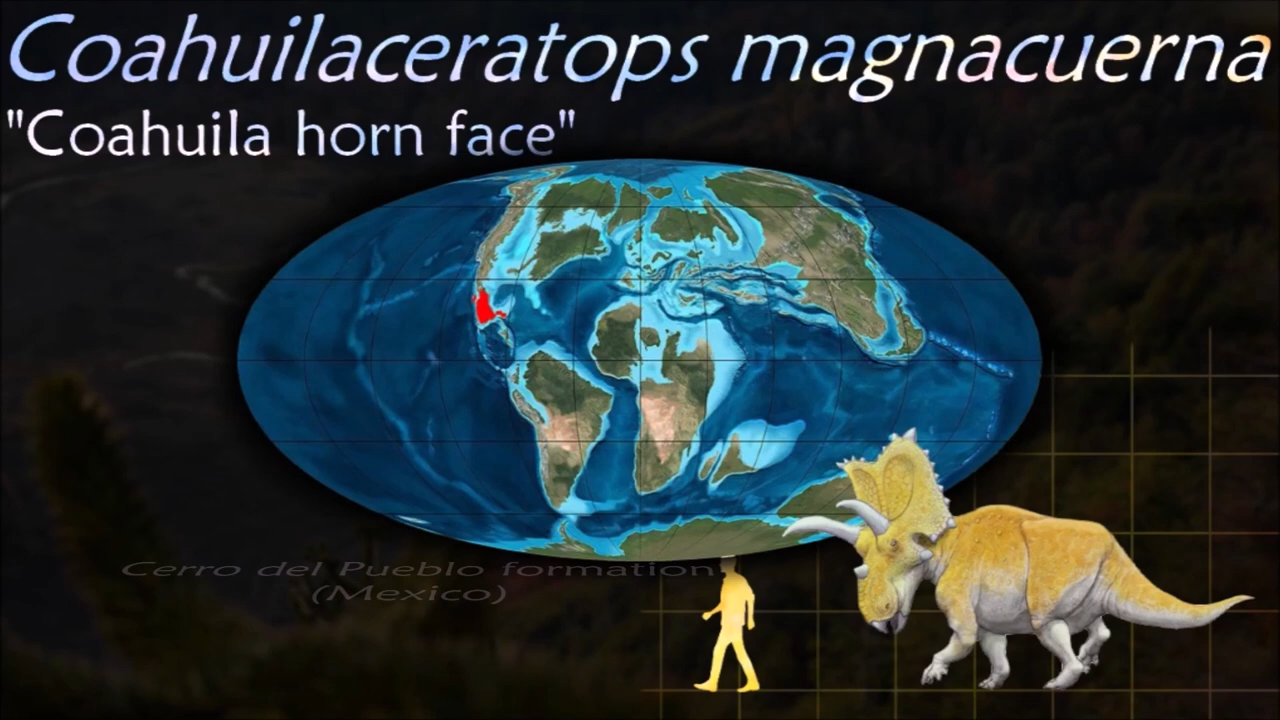 Coahuilaceratops magnacuerna
"Coahuila horn face"
Cerro del Pueblo formation
(Mexico)